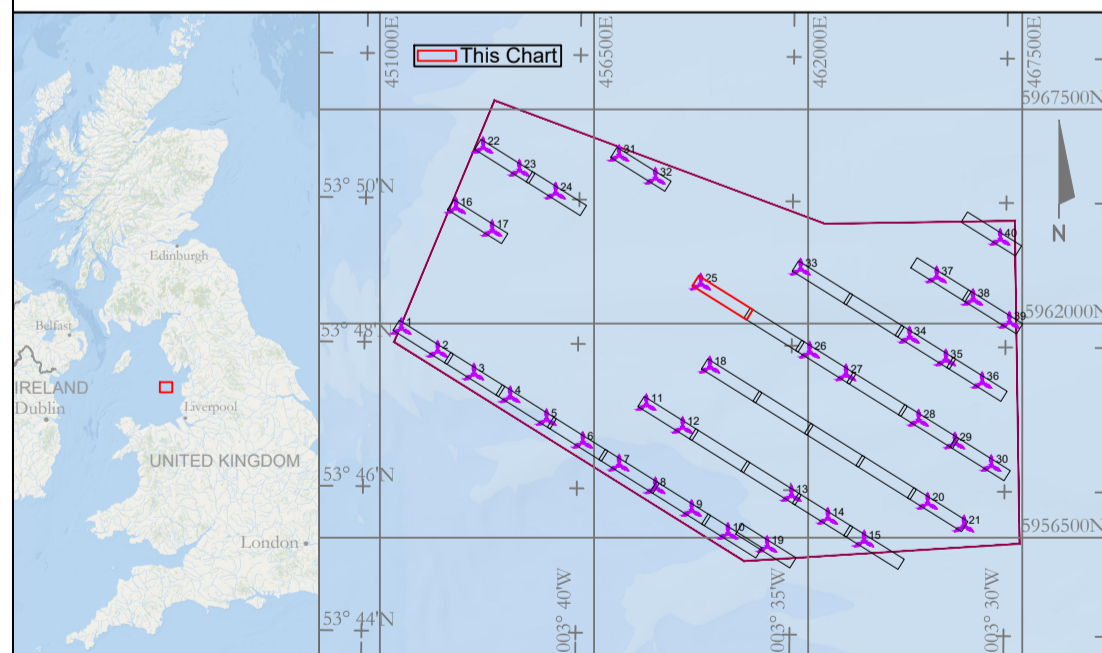 451000E
456500E
462000E
467500E
This Chart
5967500N
22
31
23
32
24
53° 50 'N
16
17
N
40
Edinburgh
33
37
25
38
39
5962000N
1
53° 48 'N
Belfast
34
2
26
35
18
3
27
36
IRELAND
4
11
Dublin
Liverpool
5
12
28
6
29
UNITED KINGDOM
7
30
53° 46 'N
8
13
20
9
14
21
5956500N
10
15
19
London
003° 40 'W
003° 35 'W
003° 30 'W
53° 44 'N